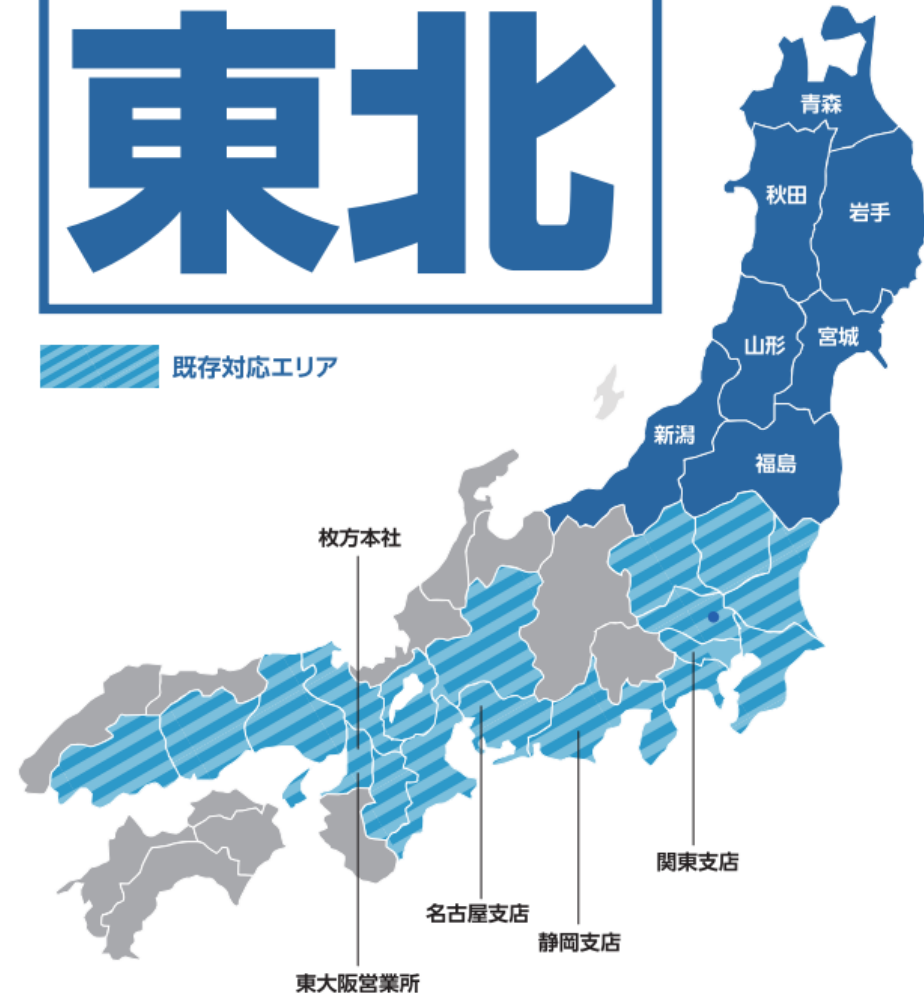 東北
既存対応エリア
青森
秋田
岩手
山形
宮城
新潟
福島
枚方本社
関東支店
名古屋支店
静岡支店
東大阪営業所